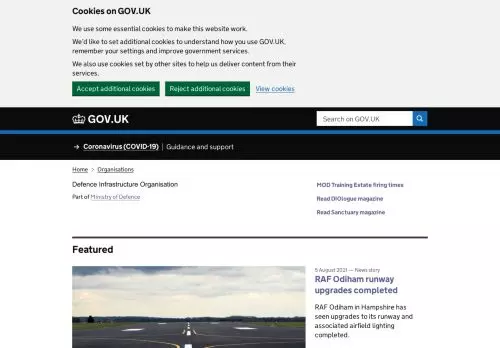 Cookies on GOV.UK
We use some essential cookies to make this website work.
We'd like to set additional cookies to understand how you use GOV.UK,
remember your settings and improve government services.
We also use cookies set by other sites to help us deliver content from their
services.
Accept additional cookies Reject additional cookies View cookies
GOV.UK Search on GOV.UK
→ Coronavirus (COVID-19) | Guidance and support
Home > Organisations
Defence Infrastructure Organisation
Part of Ministry of Defence
MOD Training Estate firing times
Read DIOlogue magazine
Read Sanctuary magazine
Featured
5 August 2021 — News story
RAF Odiham runway
upgrades completed
RAF Odiham in Hampshire has
seen upgrades to its runway and
associated airfield lighting
completed.